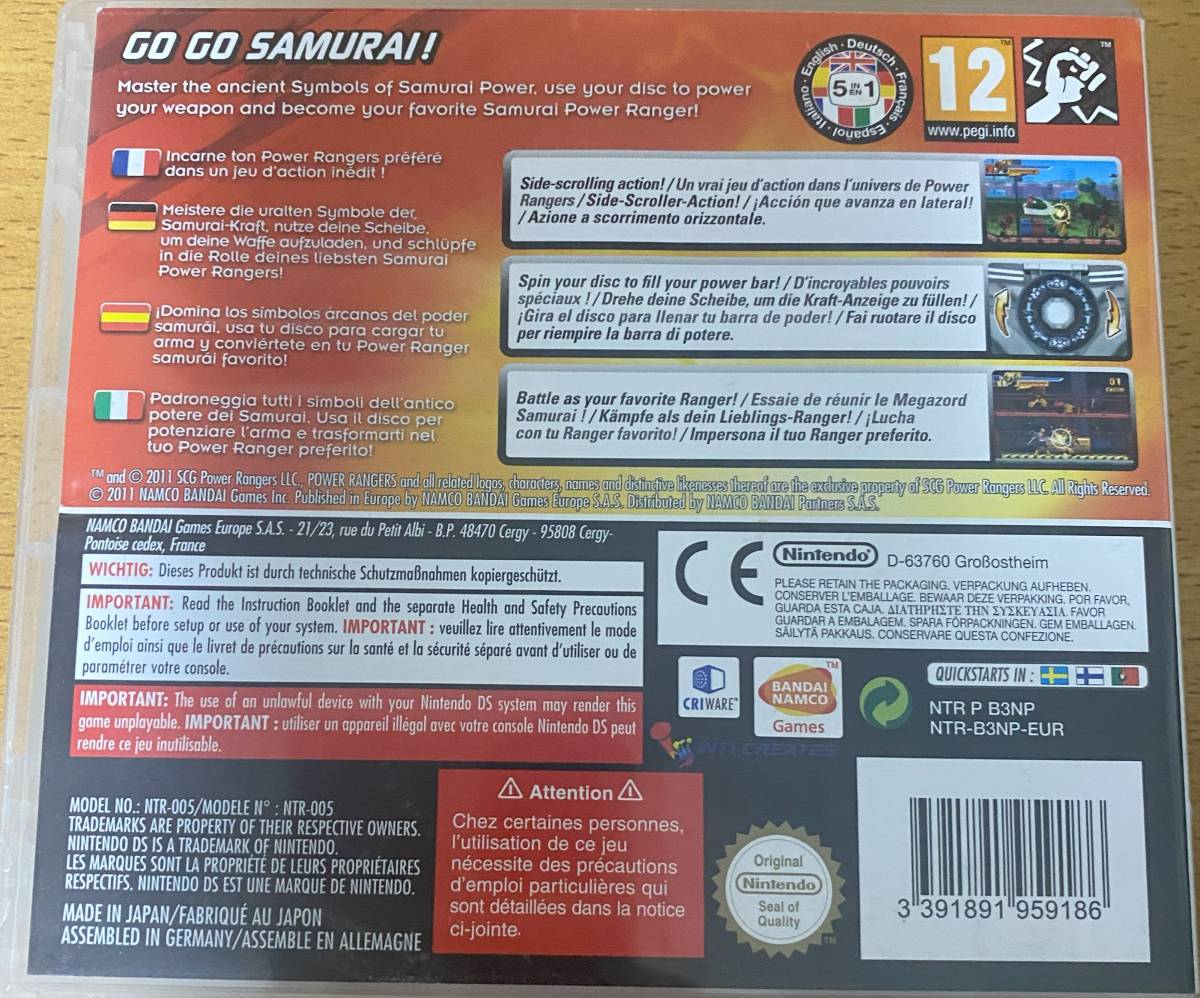 GO GO SAMURAI!
Master the ancient Symbols of Samurai Power, use your disc to power
your weapon and become your favorite Samurai Power Ranger!
English · Deutsch · Français · Español · Italiano ·
5 IN EN 1
12
™
www.pegi.info
™
Incarne ton Power Rangers préféré
dans un jeu d'action inédit !
Meistere die uralten Symbole der
Samurai-Kraft, nutze deine Scheibe,
um deine Waffe aufzuladen, und schlüpfe
in die Rolle deines liebsten Samurai
Power Rangers!
¡Domina los símbolos árcanos del poder
samurái, usa tu disco para cargar tu
arma y conviértete en tu Power Ranger
samurái favorito!
Padroneggia tutti i simboli dell'antico
potere dei Samurai. Usa il disco per
potenziare l'arma e trasformarti nel
tuo Power Ranger preferito!
Side-scrolling action! / Un vrai jeu d'action dans l'univers de Power
Rangers / Side-Scroller-Action! / ¡Acción que avanza en lateral!
/ Azione a scorrimento orizzontale.
Spin your disc to fill your power bar! / D'incroyables pouvoirs
spéciaux ! / Drehe deine Scheibe, um die Kraft-Anzeige zu füllen! /
¡Gira el disco para llenar tu barra de poder! / Fai ruotare il disco
per riempire la barra di potere.
Battle as your favorite Ranger! / Essaie de réunir le Megazord
Samurai ! / Kämpfe als dein Lieblings-Ranger! / ¡Lucha
con tu Ranger favorito! / Impersona il tuo Ranger preferito.
01
™ and © 2011 SCG Power Rangers LLC., POWER RANGERS and all related logos, characters, names and distinctive likenesses thereof are the exclusive property of SCG Power Rangers LLC. All Rights Reserved.
© 2011 NAMCO BANDAI Games Inc. Published in Europe by NAMCO BANDAI Games Europe S.A.S. Distributed by NAMCO BANDAI Partners S.A.S.
NAMCO BANDAI Games Europe S.A.S. - 21/23, rue du Petit Albi - B.P. 48470 Cergy - 95808 Cergy-
Pontoise cedex, France
WICHTIG: Dieses Produkt ist durch technische Schutzmaßnahmen kopiergeschützt.
IMPORTANT: Read the Instruction Booklet and the separate Health and Safety Precautions
Booklet before setup or use of your system. IMPORTANT : veuillez lire attentivement le mode
d'emploi ainsi que le livret de précautions sur la santé et la sécurité séparé avant d'utiliser ou de
paramétrer votre console.
IMPORTANT: The use of an unlawful device with your Nintendo DS system may render this
game unplayable. IMPORTANT : utiliser un appareil illégal avec votre console Nintendo DS peut
rendre ce jeu inutilisable.
CE
Nintendo® D-63760 Großostheim
PLEASE RETAIN THE PACKAGING. VERPACKUNG AUFHEBEN.
CONSERVER L'EMBALLAGE. BEWAAR DEZE VERPAKKING. POR FAVOR,
GUARDA ESTA CAJA. ΔΙΑΤΗΡΗΣΤΕ ΤΗΝ ΣΥΣΚΕΥΑΣΙΑ. FAVOR
GUARDAR A EMBALAGEM. SPARA FÖRPACKNINGEN. GEM EMBALLAGEN.
SÄILYTÄ PAKKAUS. CONSERVARE QUESTA CONFEZIONE.
CRIWARE™
BANDAI
NAMCO
Games
™
QUICKSTARTS IN :
NTR P B3NP
NTR-B3NP-EUR
INTI CREATES
MODEL NO.: NTR-005/MODELE N° : NTR-005
TRADEMARKS ARE PROPERTY OF THEIR RESPECTIVE OWNERS.
NINTENDO DS IS A TRADEMARK OF NINTENDO.
LES MARQUES SONT LA PROPRIÉTÉ DE LEURS PROPRIÉTAIRES
RESPECTIFS. NINTENDO DS EST UNE MARQUE DE NINTENDO.
MADE IN JAPAN/FABRIQUÉ AU JAPON
ASSEMBLED IN GERMANY/ASSEMBLE EN ALLEMAGNE
Attention
Chez certaines personnes,
l'utilisation de ce jeu
nécessite des précautions
d'emploi particulières qui
sont détaillées dans la notice
ci-jointe.
Original
Nintendo®
Seal of
Quality
™
3 391891 959186